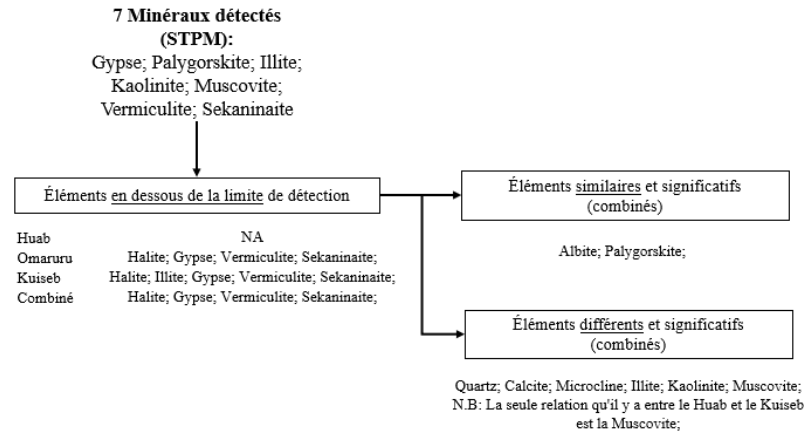 7 Minéraux détectés
(STPM):
Gypse; Palygorskite; Illite;
Kaolinite; Muscovite;
Vermiculite; Sekaninaite
Éléments en dessous de la limite de détection
Huab NA
Omaruru Halite; Gypse; Vermiculite; Sekaninaite;
Kuiseb Halite; Illite; Gypse; Vermiculite; Sekaninaite;
Combiné Halite; Gypse; Vermiculite; Sekaninaite;
Éléments similaires et significatifs
(combinés)
Albite; Palygorskite;
Éléments différents et significatifs
(combinés)
Quartz; Calcite; Microcline; Illite; Kaolinite; Muscovite;
N.B: La seule relation qu'il y a entre le Huab et le Kuiseb
est la Muscovite;